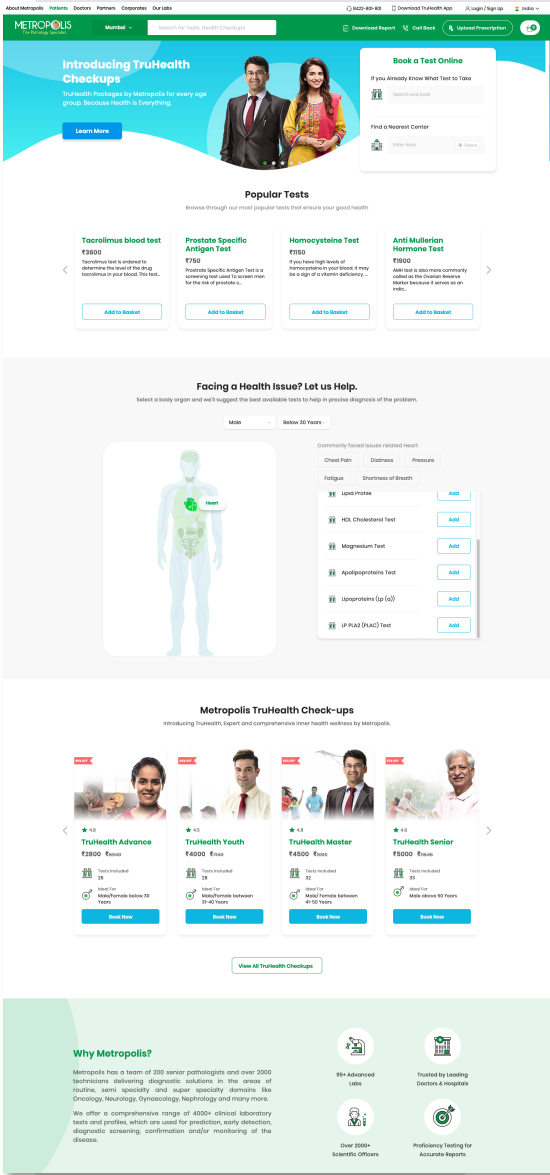 About Metropolis Patients Doctors Partners Corporates Our Labs
8422-801-801 Download TruHealth App Login / Sign Up India
METROPOLIS
The Pathology Specialist
Mumbai
Search for Tests, Health Checkups
Download Report Call Back Upload Prescription 0
Introducing TruHealth
Checkups
TruHealth Packages by Metropolis for every age
group. Because Health is Everything.
Learn More
Book a Test Online
If you Already Know What Test to Take
Search and book
Find a Nearest Center
Enter Area
Detect
Popular Tests
Browse through our most popular tests that ensure your good health
Tacrolimus blood test
₹3600
Tacrolimus test is ordered to
determine the level of the drug
tacrolimus in your blood. This test...
Add to Basket
Prostate Specific
Antigen Test
₹750
Prostate Specific Antigen Test is a
screening test used To screen men
for the risk of prostate c...
Add to Basket
Homocysteine Test
₹1150
If you have high levels of
homocysteine in your blood, it may
be a sign of a vitamin deficiency, ...
Add to Basket
Anti Mullerian
Hormone Test
₹1900
AMH test is also more commonly
called as the Ovarian Reserve
Marker because it serves as an
indic...
Add to Basket
Facing a Health Issue? Let us Help.
Select a body organ and we'll suggest the best available tests to help in precise diagnosis of the problem.
Male
Below 30 Years
Heart
Commonly faced issues related Heart
Chest Pain Dizziness Pressure
Fatigue Shortness of Breath
Lipid Profile Add
HDL Cholesterol Test Add
Magnesium Test Add
Apolipoproteins Test Add
Lipoproteins (Lp (a)) Add
LP PLA2 (PLAC) Test Add
Metropolis TruHealth Check-ups
Introducing TruHealth, Expert and comprehensive inner health wellness by Metropolis.
4.8
TruHealth Advance
₹2800
Tests Included
26
Ideal For
Male/Female below 30
Years
Book Now
4.5
TruHealth Youth
₹4000
Tests Included
28
Ideal For
Male/Female between
31-40 Years
Book Now
4.8
TruHealth Master
₹4500
Tests Included
32
Ideal For
Male/ Female between
41-50 Years
Book Now
4.8
TruHealth Senior
₹5000
Tests Included
33
Ideal For
Male above 50 Years
Book Now
View All TruHealth Checkups
Why Metropolis?
Metropolis has a team of 200 senior pathologists and over 2000
technicians delivering diagnostic solutions in the areas of
routine, semi specialty and super specialty domains like
Oncology, Neurology, Gynaecology, Nephrology and many more.
We offer a comprehensive range of 4000+ clinical laboratory
tests and profiles, which are used for prediction, early detection,
diagnostic screening, confirmation and/or monitoring of the
disease.
115+ Advanced
Labs
Trusted by Leading
Doctors & Hospitals
Over 2000+
Scientific Officers
Proficiency Testing for
Accurate Reports